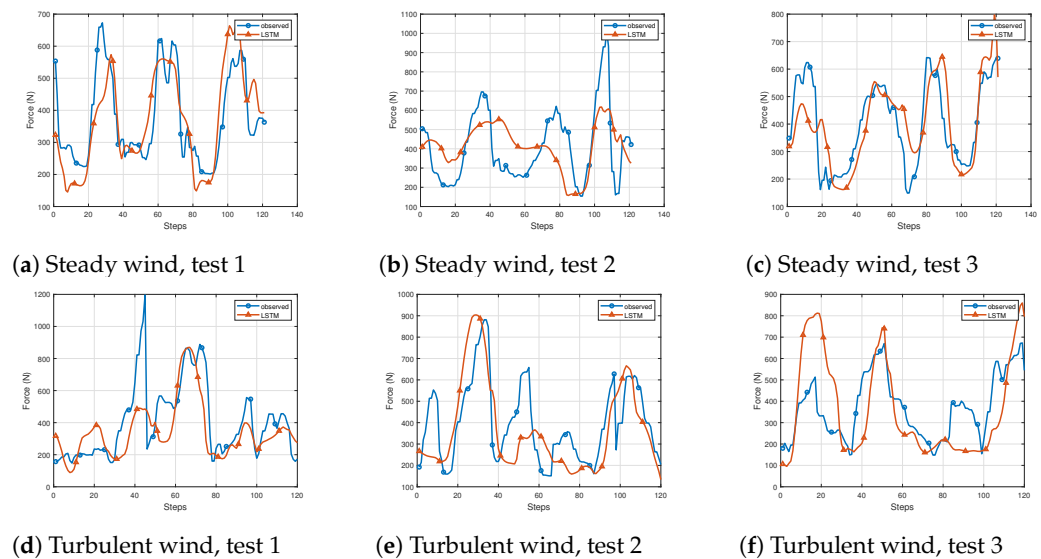 700
600
500
400
300
200
100
0 20 40 60 80 100 120 140
Force (N)
Steps
observed
LSTM
1100
1000
900
800
700
600
500
400
300
200
100
0 20 40 60 80 100 120 140
Force (N)
Steps
observed
LSTM
800
700
600
500
400
300
200
100
0 20 40 60 80 100 120 140
Force (N)
Steps
observed
LSTM
(a) Steady wind, test 1
(b) Steady wind, test 2
(c) Steady wind, test 3
1200
1000
800
600
400
200
0
0 20 40 60 80 100 120
Force (N)
Steps
observed
LSTM
1000
900
800
700
600
500
400
300
200
100
0 20 40 60 80 100 120
Force (N)
Steps
observed
LSTM
900
800
700
600
500
400
300
200
100
0
0 20 40 60 80 100 120
Force (N)
Steps
observed
LSTM
(d) Turbulent wind, test 1
(e) Turbulent wind, test 2
(f) Turbulent wind, test 3